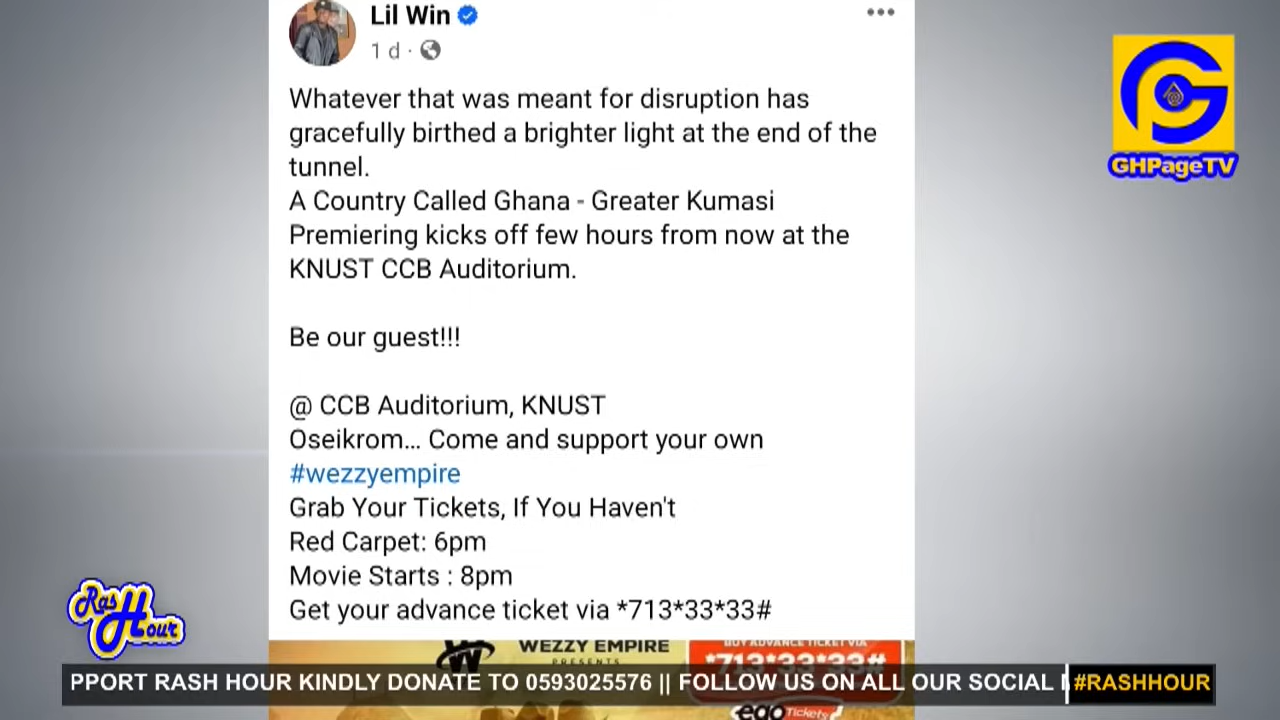 Lil Win
1 d ·
Whatever that was meant for disruption has
gracefully birthed a brighter light at the end of the
tunnel.
A Country Called Ghana - Greater Kumasi
Premiering kicks off few hours from now at the
KNUST CCB Auditorium.
Be our guest!!!
@ CCB Auditorium, KNUST
Oseikrom... Come and support your own
#wezzyempire
Grab Your Tickets, If You Haven't
Red Carpet: 6pm
Movie Starts : 8pm
Get your advance ticket via *713*33*33#
GHPageTV
Rash Hour
WEZZY EMPIRE
PRESENTS
BUY ADVANCE TICKET VIA
*713*33*33#
egoTickets
PPORT RASH HOUR KINDLY DONATE TO 0593025576 || FOLLOW US ON ALL OUR SOCIAL
#RASHHOUR